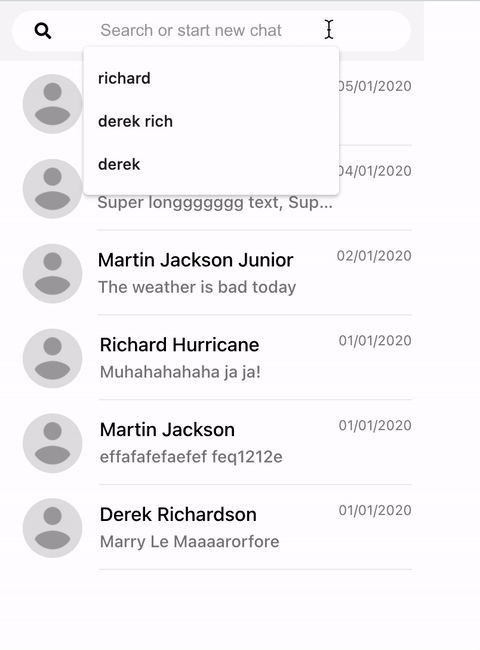 Search or start new chat
richard
derek rich
derek
05/01/2020
04/01/2020
Super longgggggg text, Sup...
Martin Jackson Junior
02/01/2020
The weather is bad today
Richard Hurricane
01/01/2020
Muhahahahaha ja ja!
Martin Jackson
01/01/2020
effafafefaefef feq1212e
Derek Richardson
01/01/2020
Marry Le Maaaarorfore